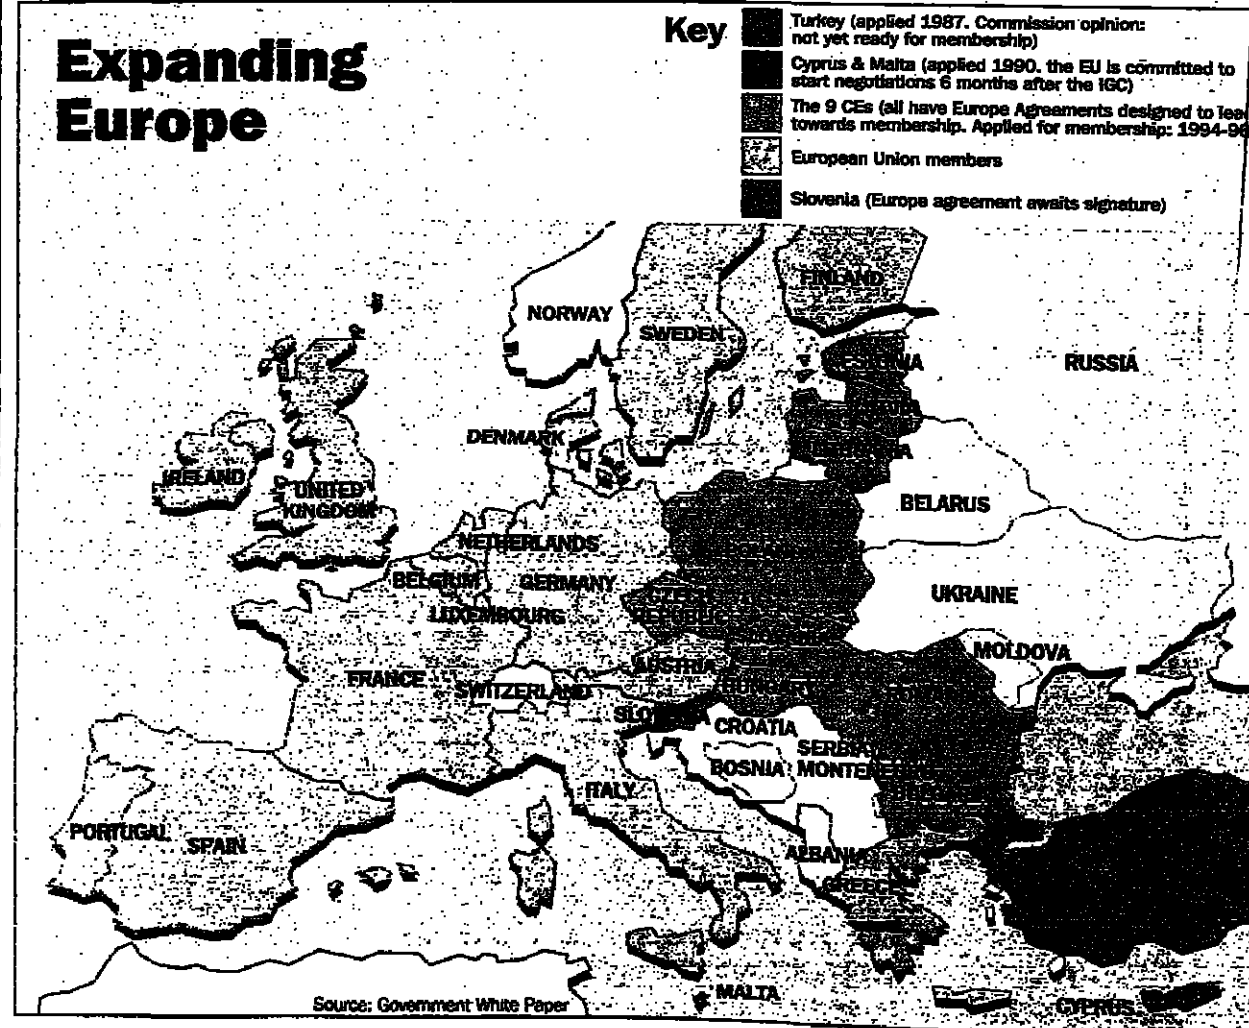 Expanding
Europe
Key
Turkey (applied 1987. Commission opinion:
not yet ready for membership)
Cyprus & Malta (applied 1990. the EU is committed to
start negotiations 6 months after the IGC)
The 9 CEs (all have Europe Agreements designed to lead
towards membership. Applied for membership: 1994-96
European Union members
Slovenia (Europe agreement awaits signature)
FINLAND
NORWAY
SWEDEN
RUSSIA
DENMARK
IRELAND
UNITED
KINGDOM
BELARUS
NETHERLANDS
BELGIUM
GERMANY
UKRAINE
CZECH
REPUBLIC
LUXEMBOURG
MOLDOVA
AUSTRIA
FRANCE
SWITZERLAND
HUNGARY
CROATIA
SERBIA
BOSNIA
ITALY
PORTUGAL
SPAIN
ALBANIA
GREECE
MALTA
CYPRUS
Source: Government White Paper